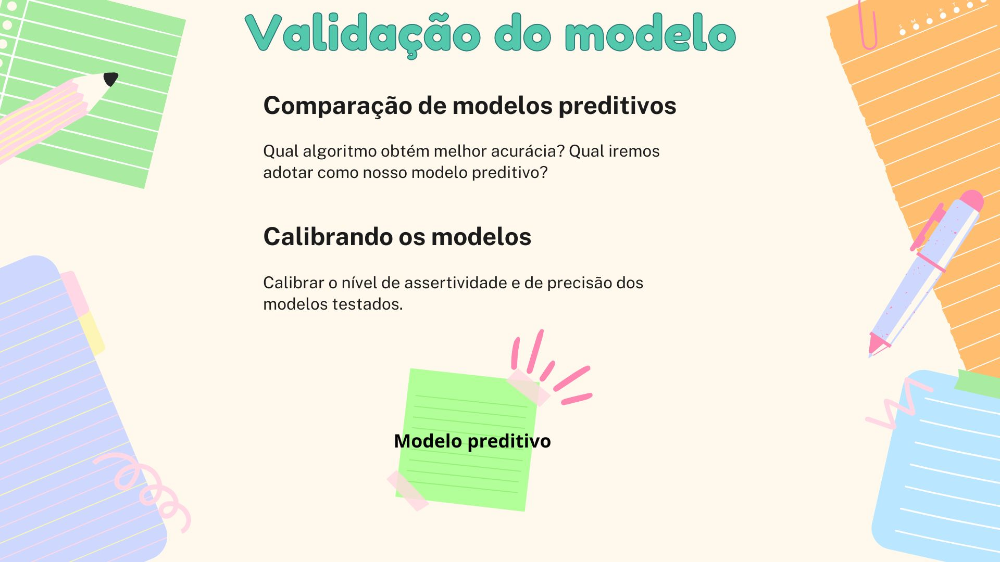 Validação do modelo
S M I N T
Comparação de modelos preditivos
Qual algoritmo obtém melhor acurácia? Qual iremos
adotar como nosso modelo preditivo?
Calibrando os modelos
Calibrar o nível de assertividade e de precisão dos
modelos testados.
Modelo preditivo